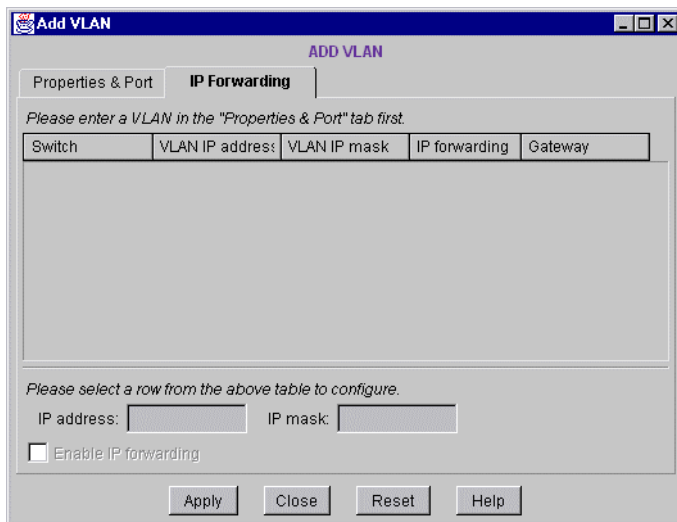 Add VLAN
ADD VLAN
Properties & Port IP Forwarding
Please enter a VLAN in the "Properties & Port" tab first.
Switch VLAN IP address VLAN IP mask IP forwarding Gateway
Please select a row from the above table to configure.
IP address: IP mask:
Enable IP forwarding
Apply Close Reset Help